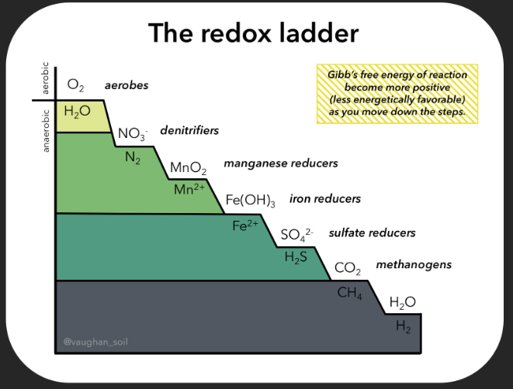 The redox ladder
Gibb's free energy of reaction
become more positive
(less energetically favorable)
as you move down the steps.
aerobic
anaerobic
O₂ aerobes
H₂O
NO₃⁻ denitrifiers
N₂
MnO₂ manganese reducers
Mn²⁺
Fe(OH)₃ iron reducers
Fe²⁺
SO₄²⁻ sulfate reducers
H₂S
CO₂ methanogens
CH₄
H₂O
H₂
@vaughan_soil